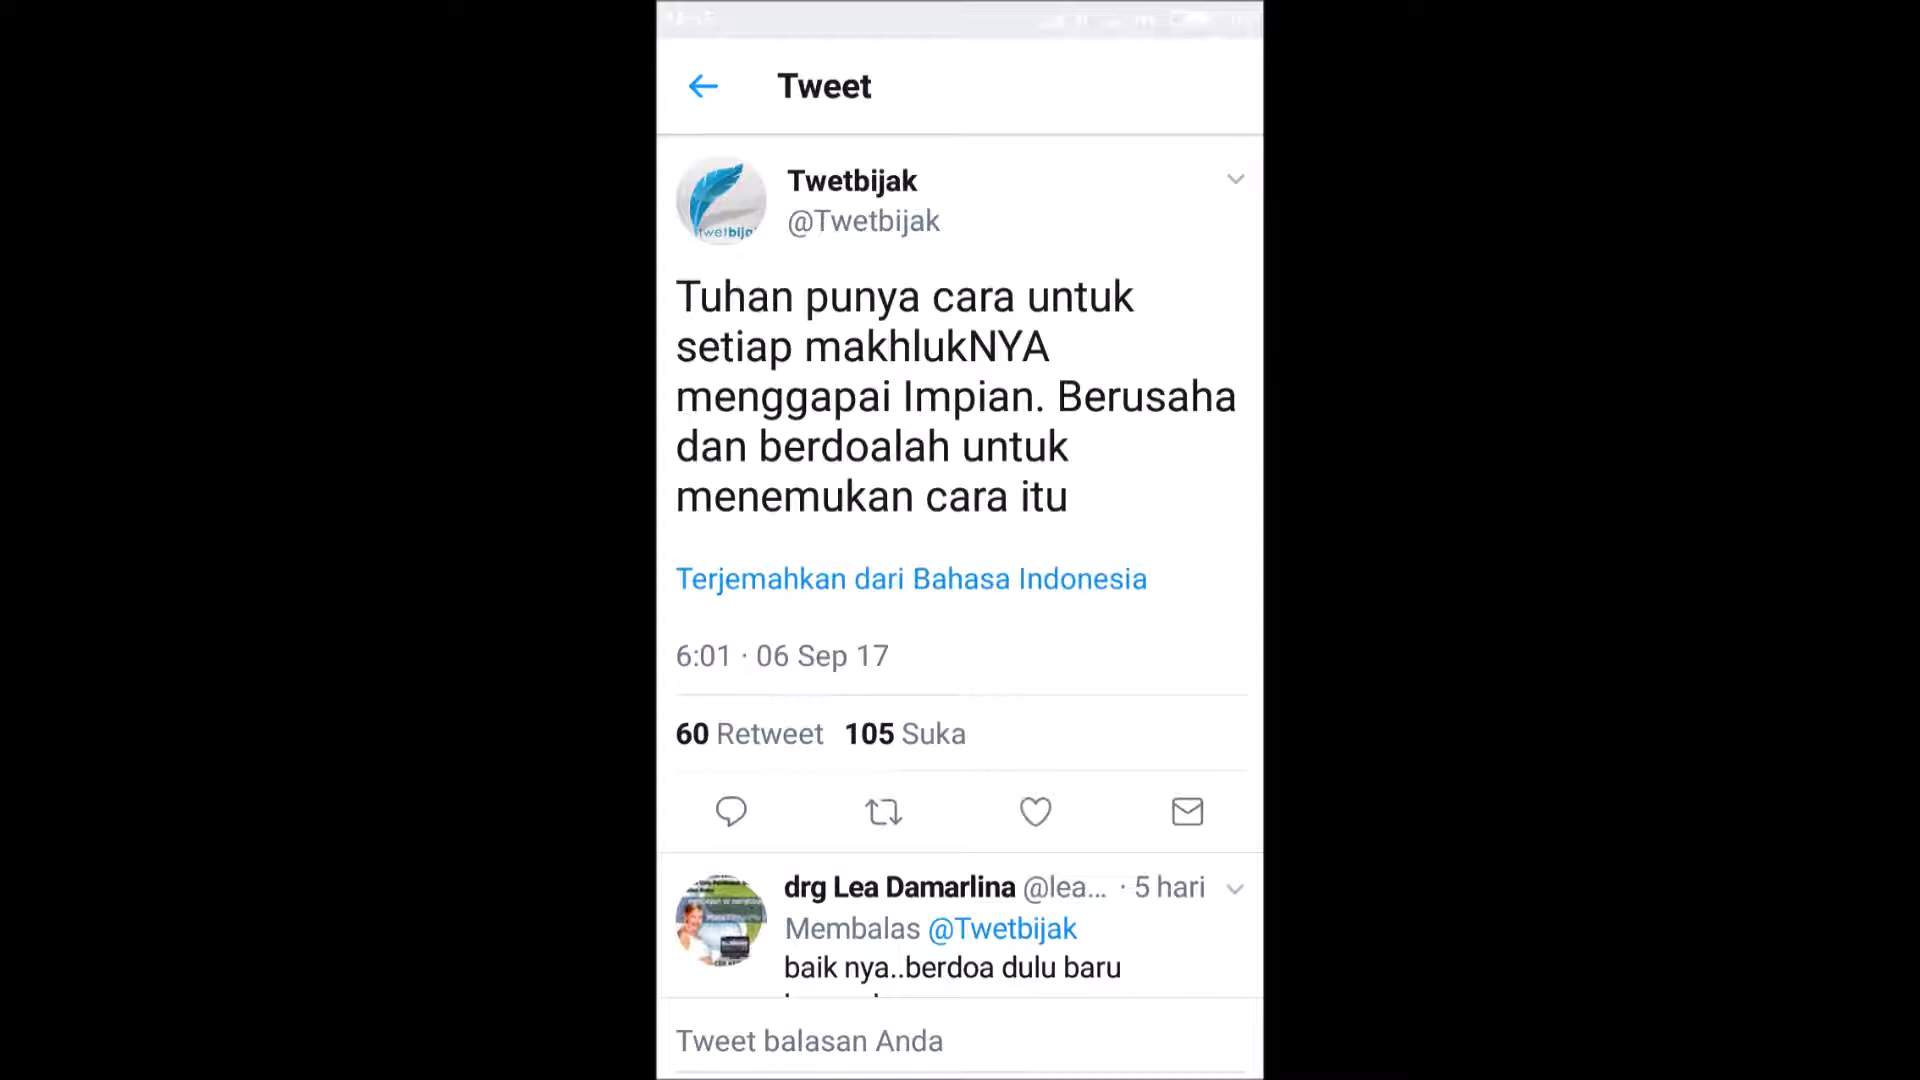 Tweet
Twetbijak
@Twetbijak
Tuhan punya cara untuk
setiap makhlukNYA
menggapai Impian. Berusaha
dan berdoalah untuk
menemukan cara itu
Terjemahkan dari Bahasa Indonesia
6:01 · 06 Sep 17
60 Retweet 105 Suka
drg Lea Damarlina @lea... · 5 hari
Membalas @Twetbijak
baik nya..berdoa dulu baru
Tweet balasan Anda